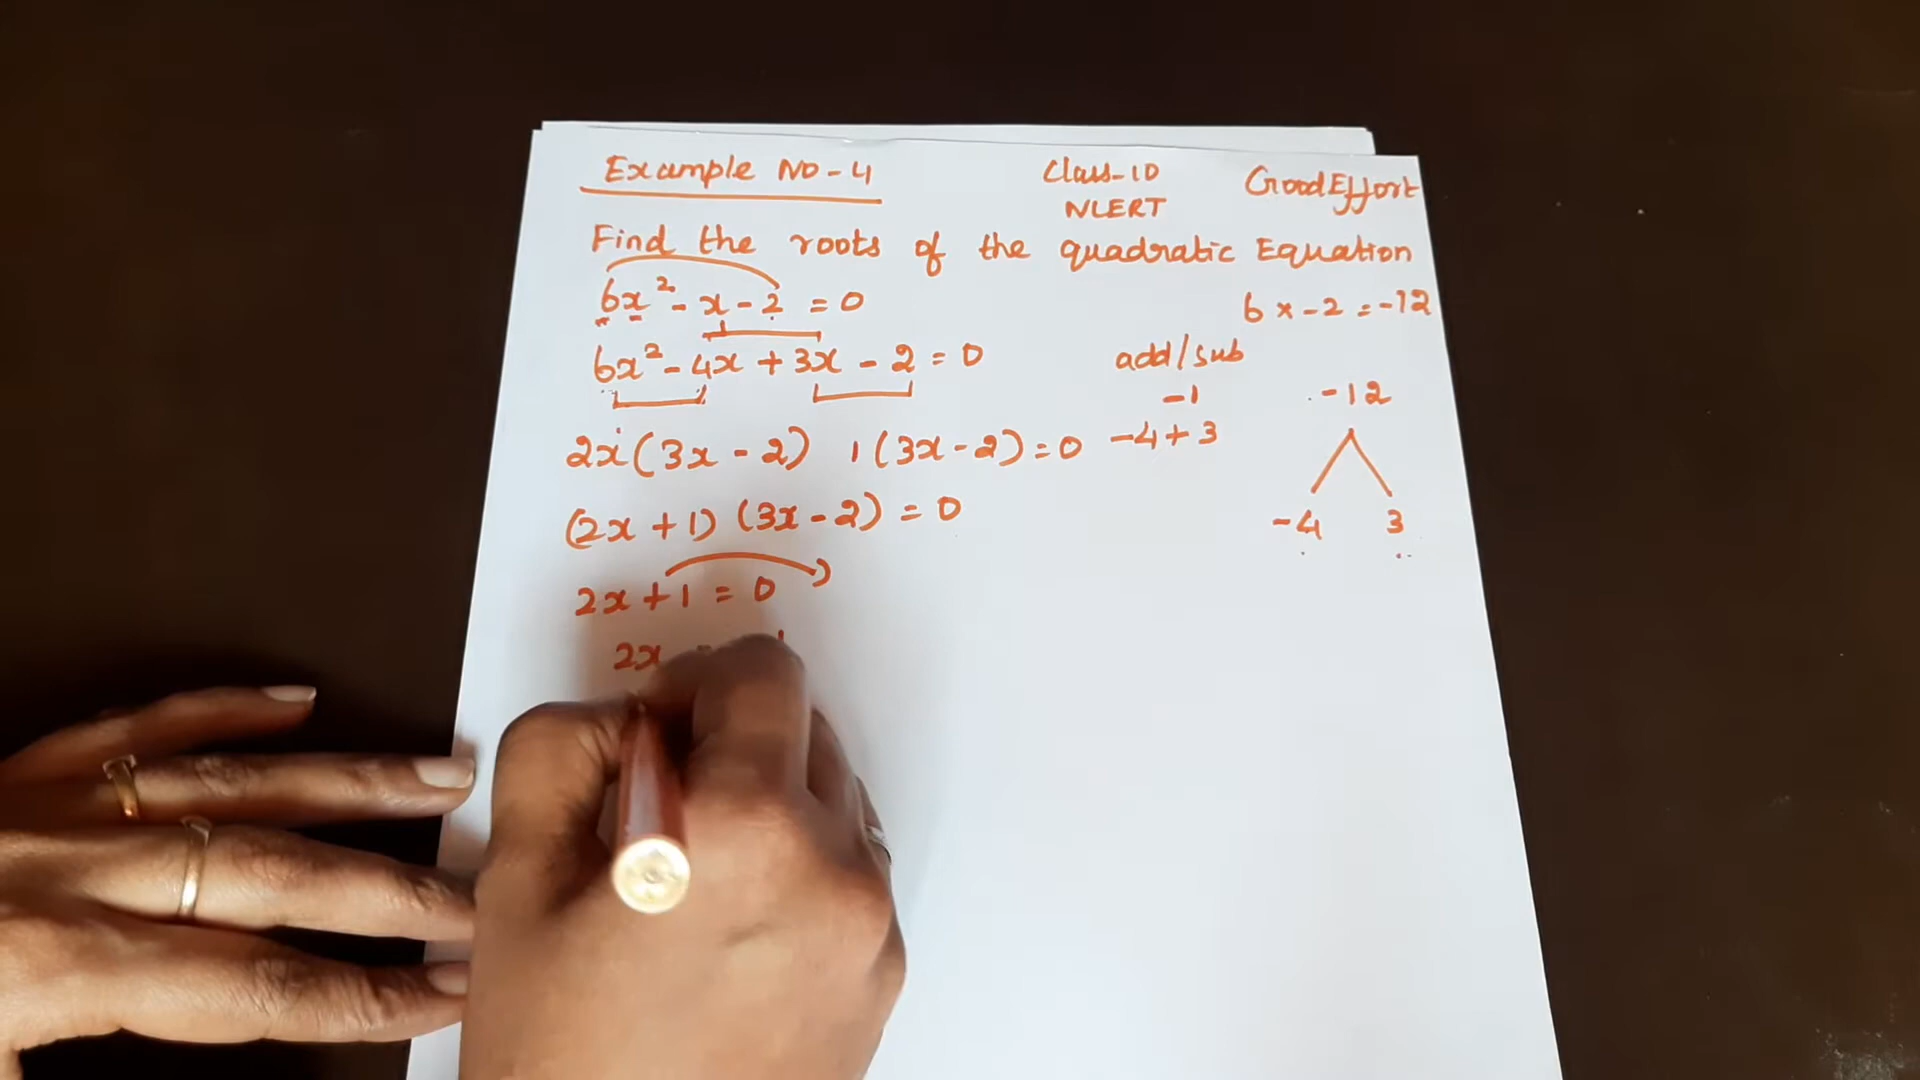 Example NO-4
Class-10
NCERT
GoodEffort
Find the roots of the quadratic Equation
6x² - x - 2 = 0
6 x -2 = -12
6x² - 4x + 3x - 2 = 0
add/sub
-1
-4+3
-12
-4 3
2x(3x - 2) 1(3x - 2) = 0
(2x + 1) (3x - 2) = 0
2x + 1 = 0
2x